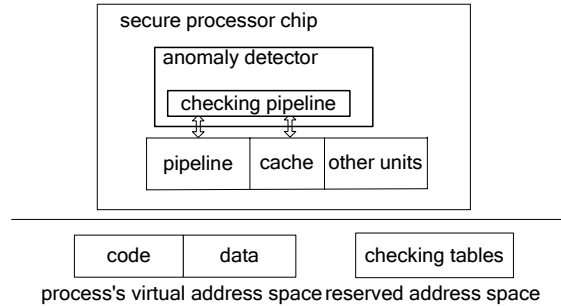 secure processor chip
anomaly detector
checking pipeline
pipeline cache other units
code data checking tables
process's virtual address space reserved address space